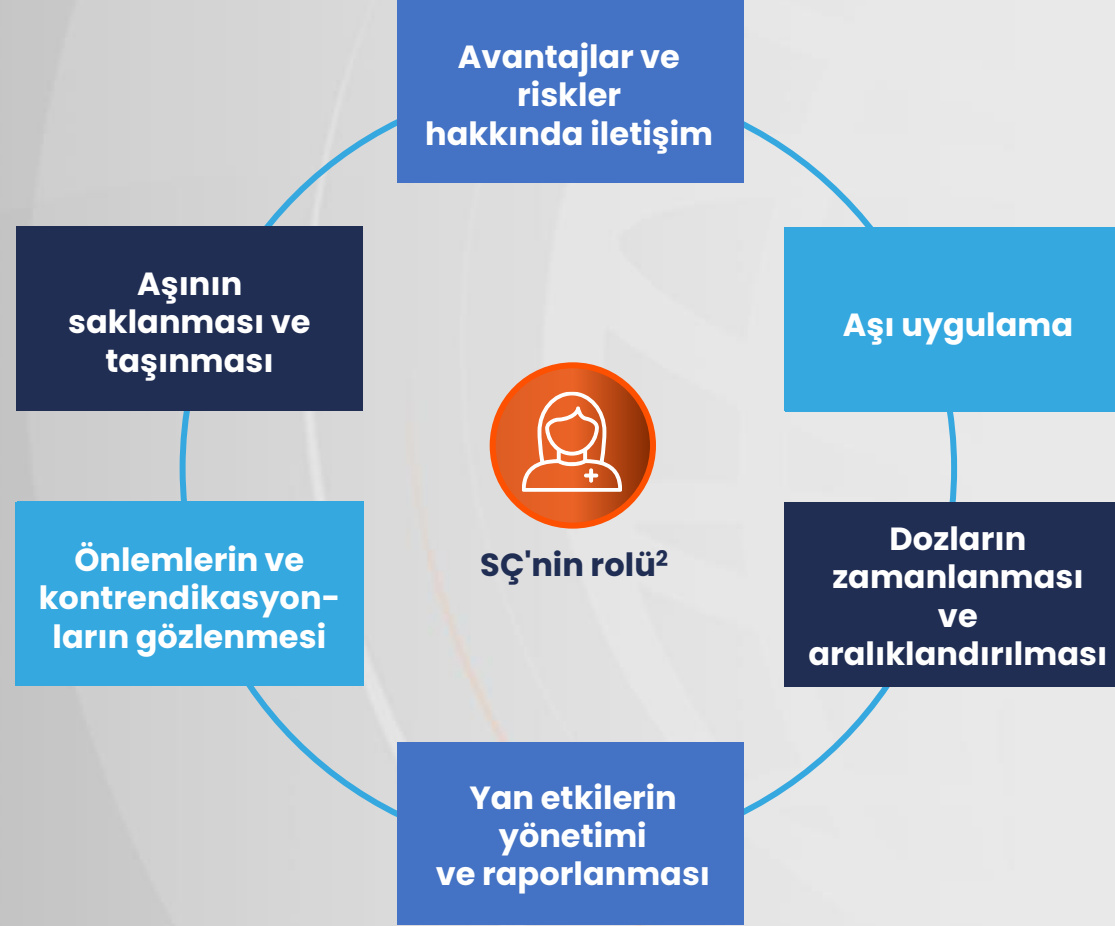 Avantajlar ve
riskler
hakkında iletişim
Aşı uygulama
Dozların
zamanlanması
ve
aralıklandırılması
Yan etkilerin
yönetimi
ve raporlanması
Önlemlerin ve
kontrendikasyon-
ların gözlenmesi
Aşının
saklanması ve
taşınması
SÇ'nin rolü²